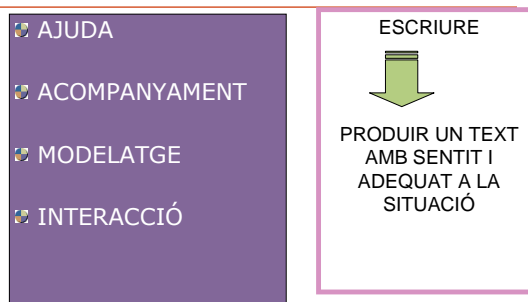 AJUDA
ACOMPANYAMENT
MODELATGE
INTERACCIÓ
ESCRIURE
PRODUIR UN TEXT
AMB SENTIT I
ADEQUAT A LA
SITUACIÓ